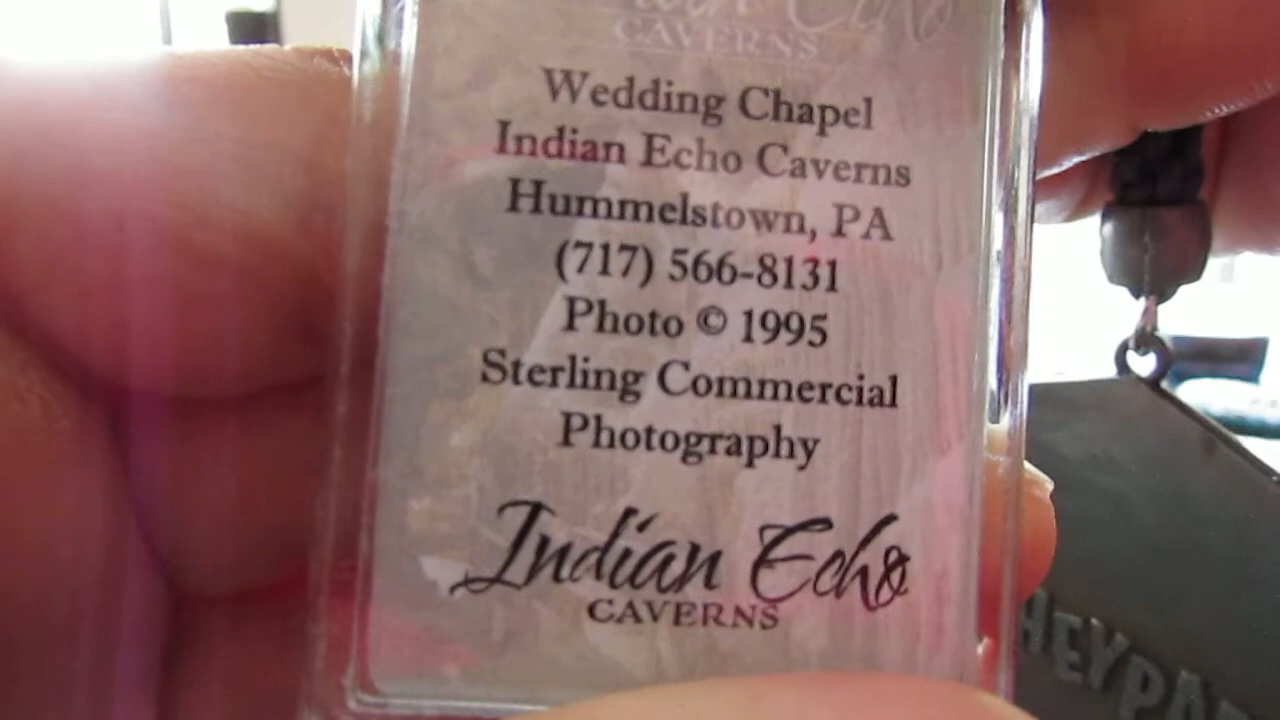 CAVERNS
Wedding Chapel
Indian Echo Caverns
Hummelstown, PA
(717) 566-8131
Photo © 1995
Sterling Commercial
Photography
Indian Echo
CAVERNS